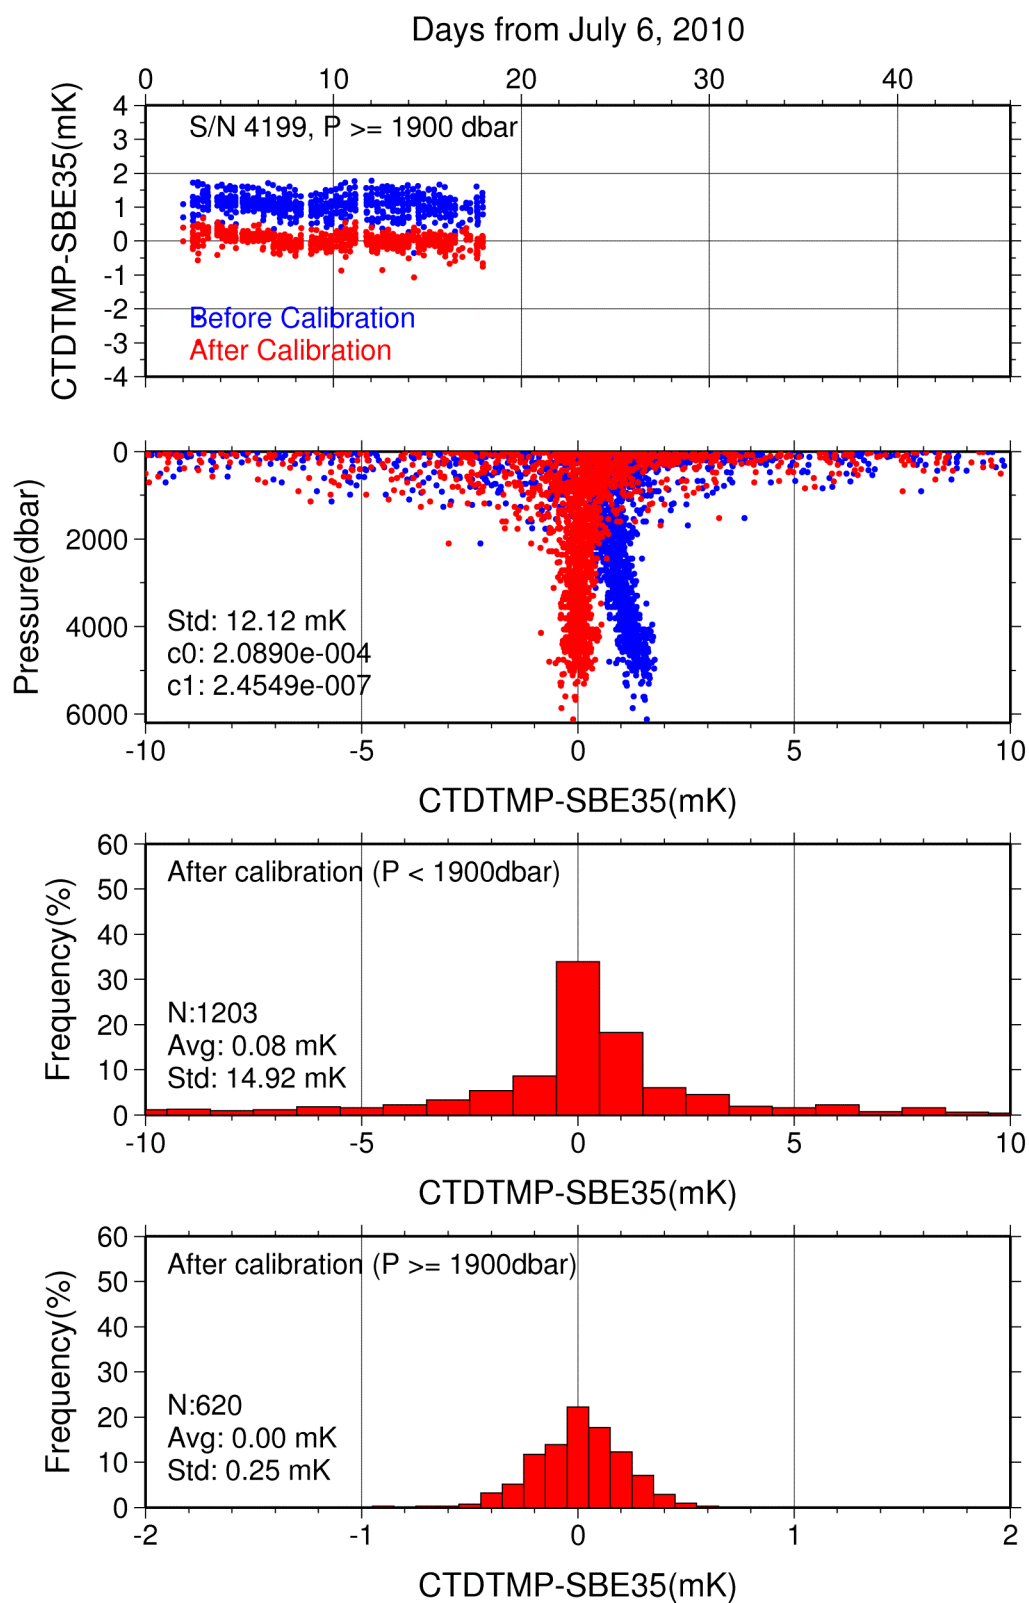 Days from July 6, 2010
0 10 20 30 40
CTDTMP-SBE35(mK)
4
3
2
1
0
-1
-2
-3
-4
S/N 4199, P >= 1900 dbar
Before Calibration
After Calibration
Pressure(dbar)
0
2000
4000
6000
Std: 12.12 mK
c0: 2.0890e-004
c1: 2.4549e-007
-10 -5 0 5 10
CTDTMP-SBE35(mK)
Frequency(%)
60
50
40
30
20
10
0
After calibration (P < 1900dbar)
N:1203
Avg: 0.08 mK
Std: 14.92 mK
-10 -5 0 5 10
CTDTMP-SBE35(mK)
Frequency(%)
60
50
40
30
20
10
0
After calibration (P >= 1900dbar)
N:620
Avg: 0.00 mK
Std: 0.25 mK
-2 -1 0 1 2
CTDTMP-SBE35(mK)